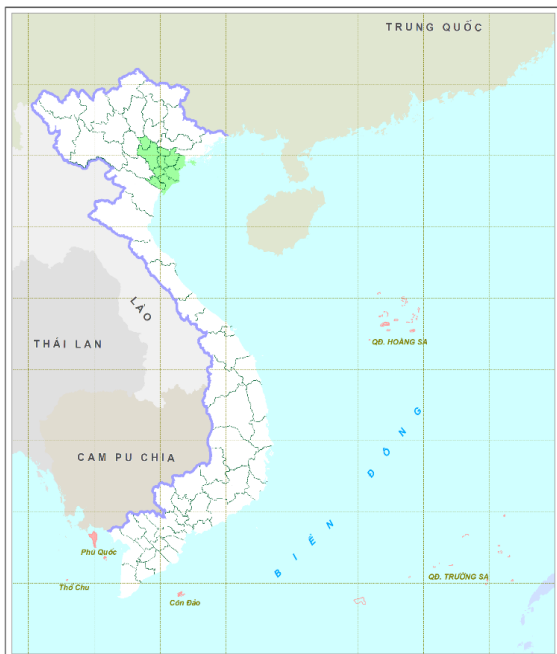 TRUNG QUỐC
LÀO
QĐ. HOÀNG SA
THÁI LAN
CAM PU CHIA
BIỂN ĐÔNG
Phú Quốc
QĐ. TRƯỜNG SA
Thổ Chu
Côn Đảo